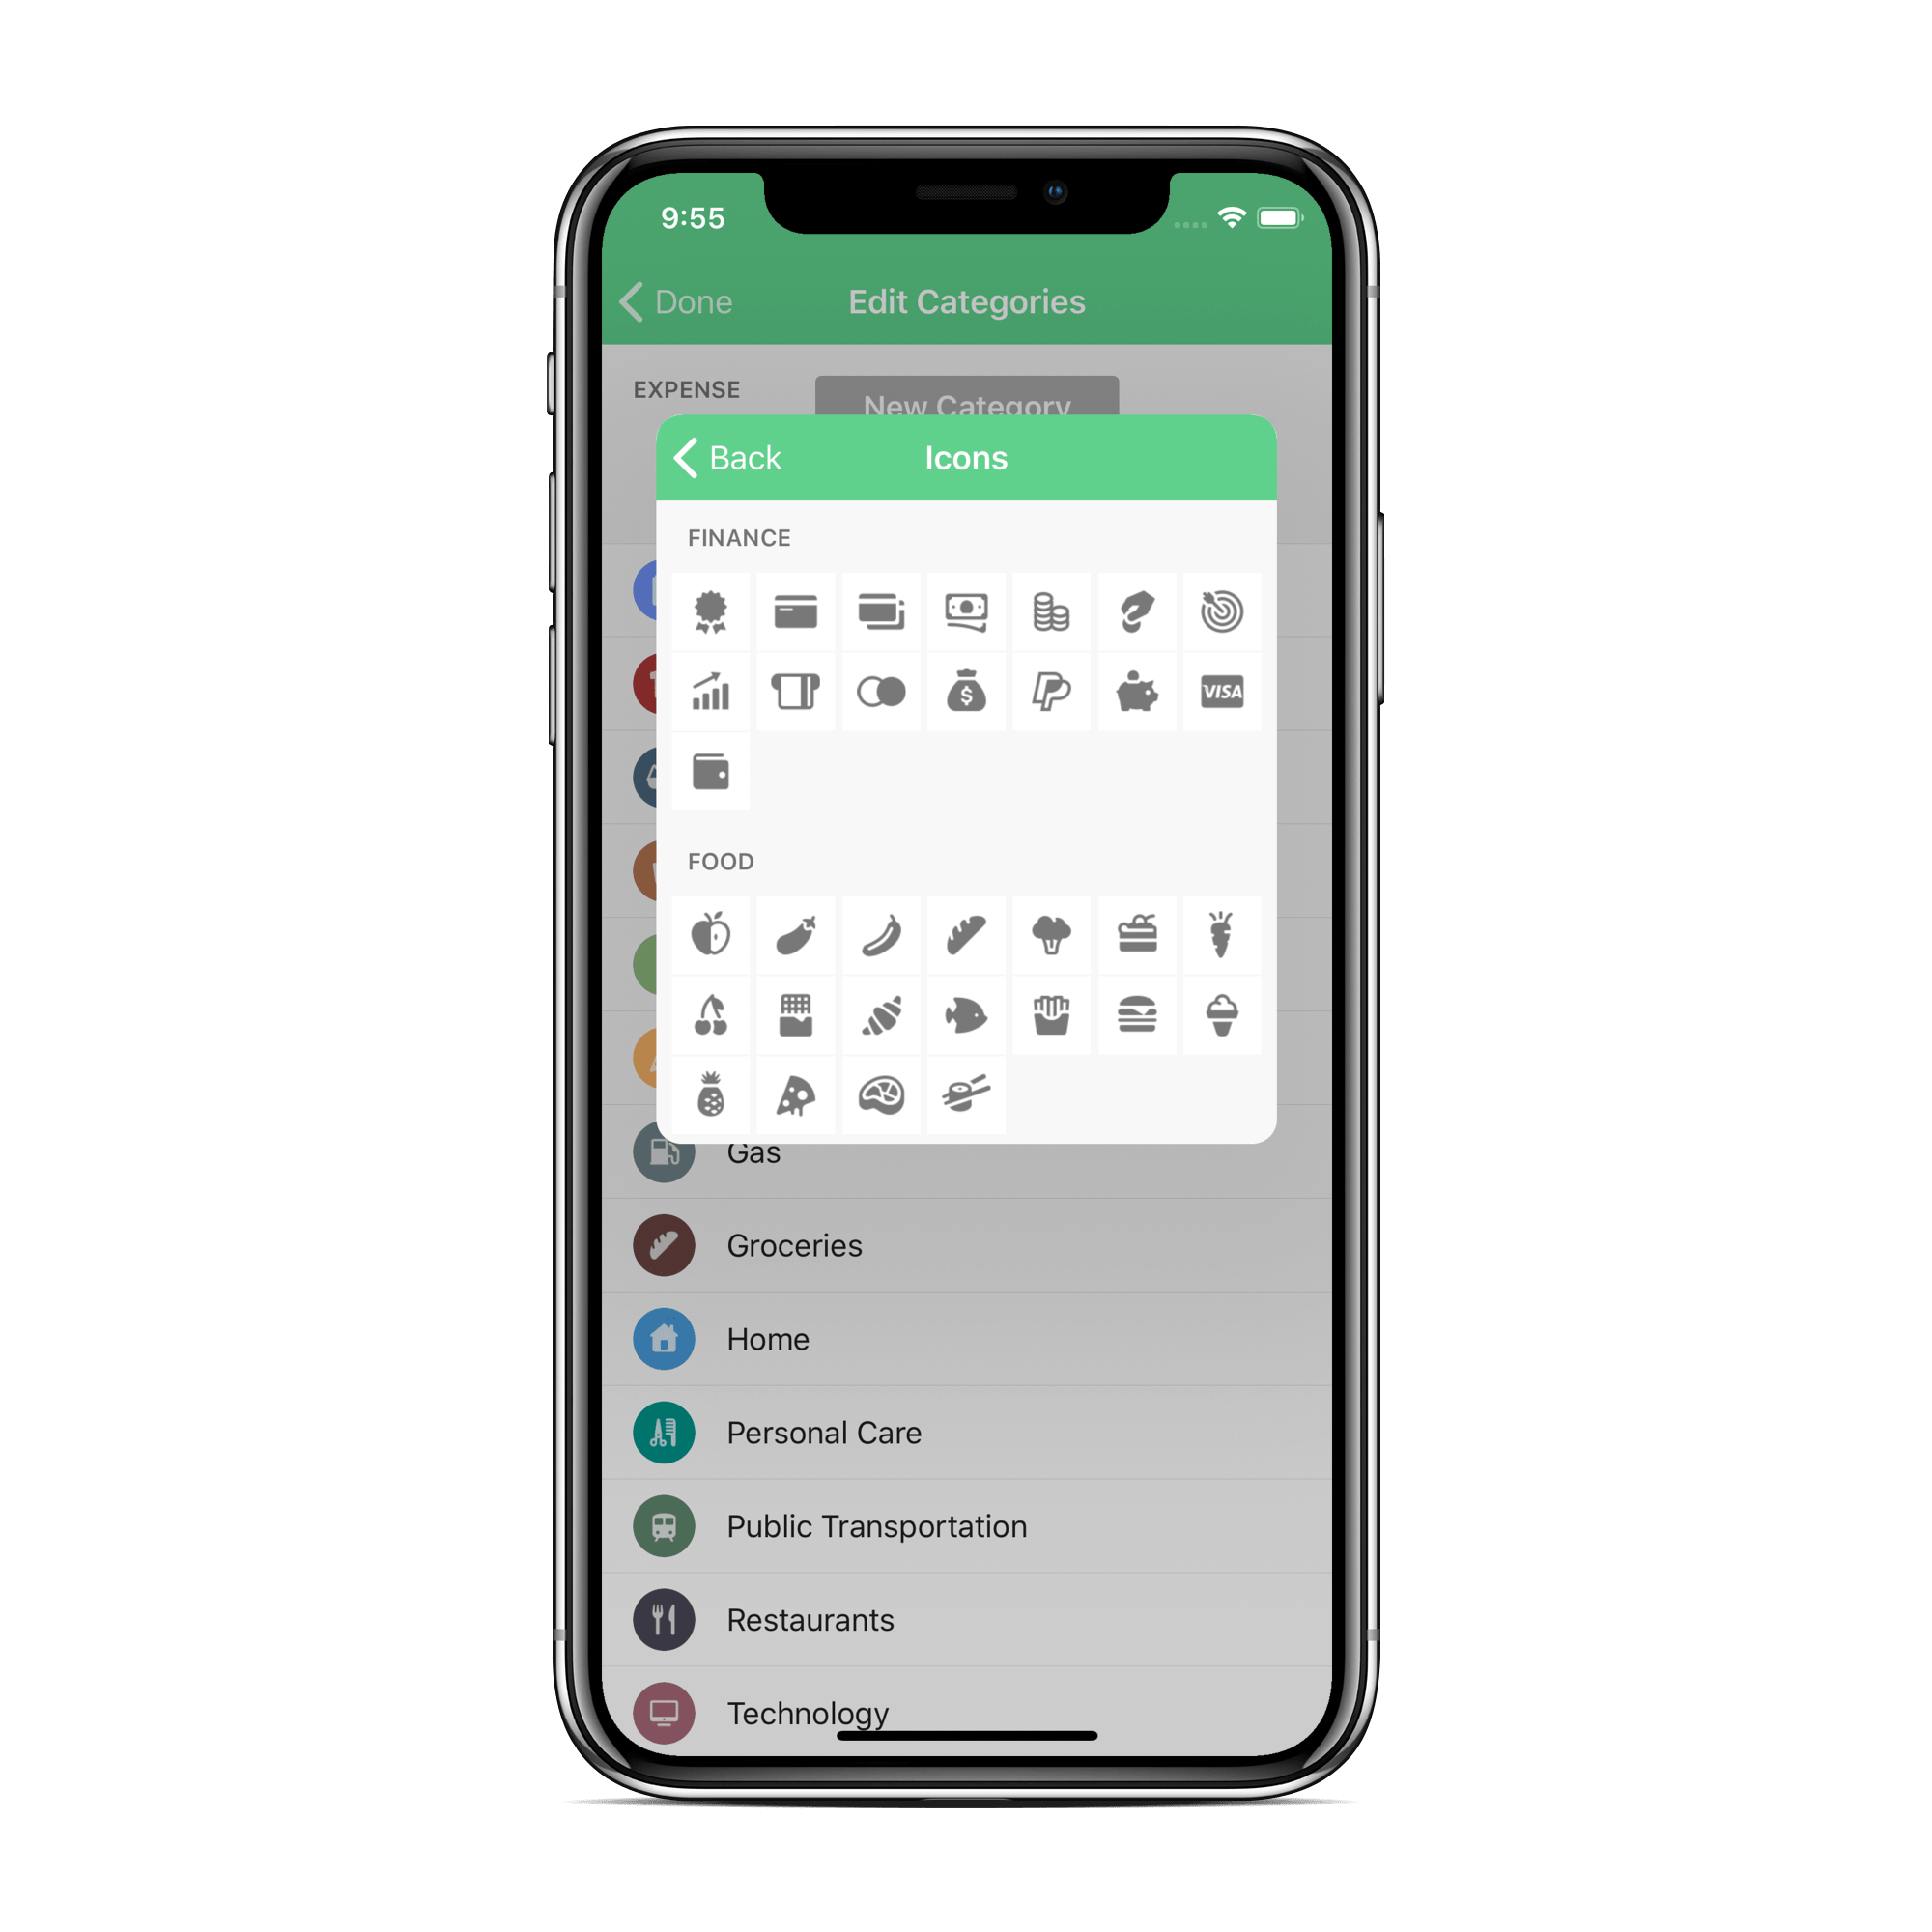 9:55
Done
Edit Categories
EXPENSE
New Category
Back
Icons
FINANCE
$
VISA
FOOD
Gas
Groceries
Home
Personal Care
Public Transportation
Restaurants
Technology